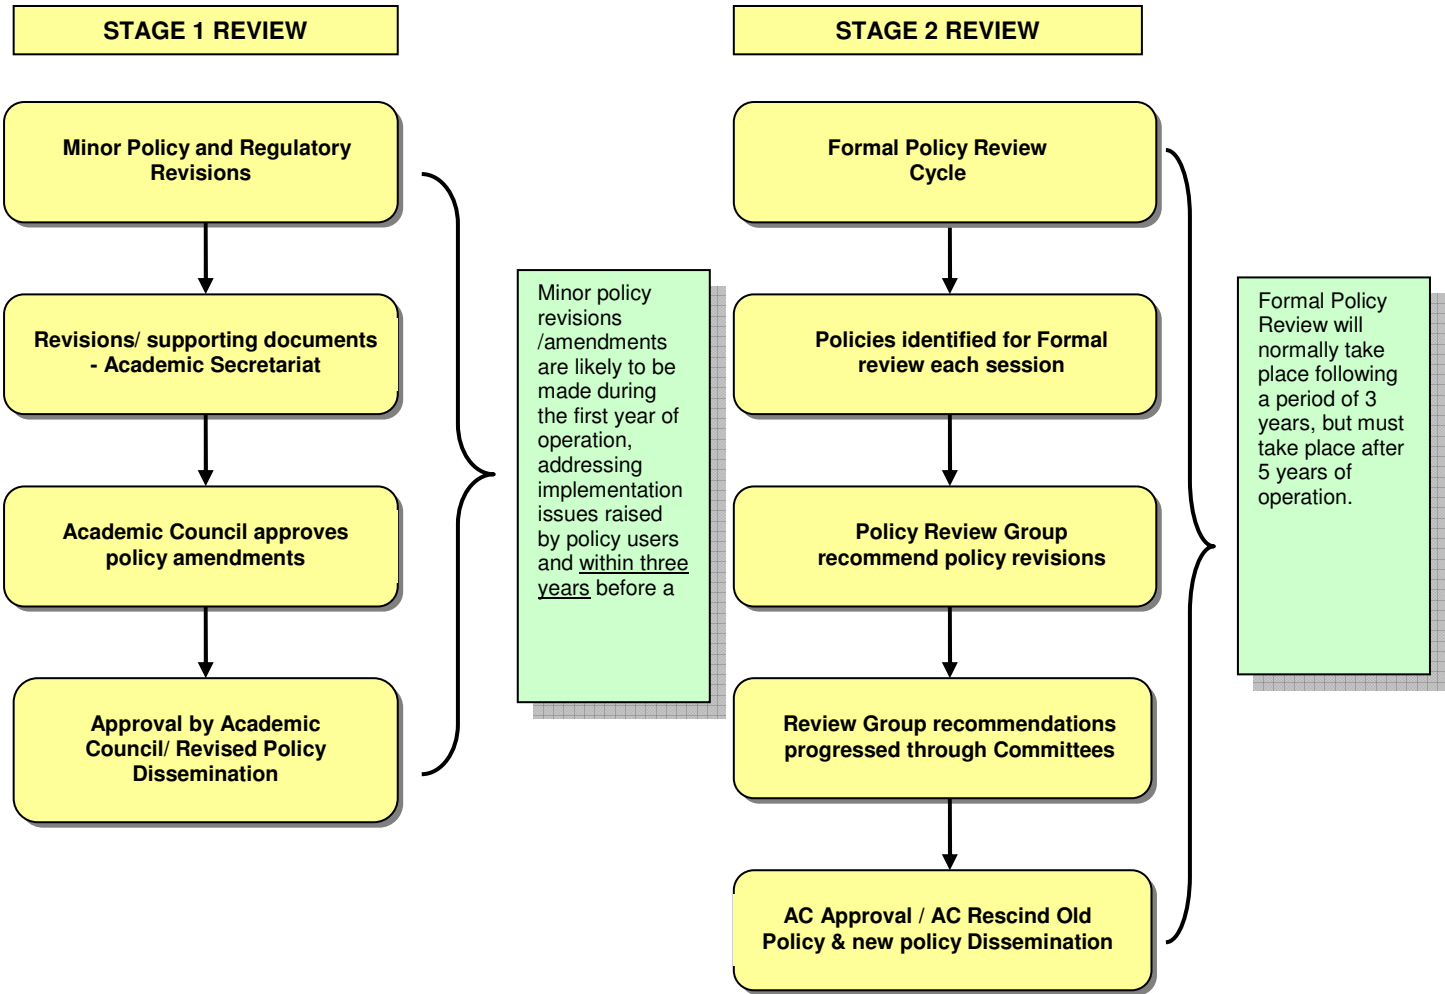 STAGE 1 REVIEW
Minor Policy and Regulatory
Revisions
Revisions/ supporting documents
- Academic Secretariat
Academic Council approves
policy amendments
Approval by Academic
Council/ Revised Policy
Dissemination
Minor policy
revisions
/amendments
are likely to be
made during
the first year of
operation,
addressing
implementation
issues raised
by policy users
and within three
years before a
STAGE 2 REVIEW
Formal Policy Review
Cycle
Policies identified for Formal
review each session
Policy Review Group
recommend policy revisions
Review Group recommendations
progressed through Committees
AC Approval / AC Rescind Old
Policy & new policy Dissemination
Formal Policy
Review will
normally take
place following
a period of 3
years, but must
take place after
5 years of
operation.